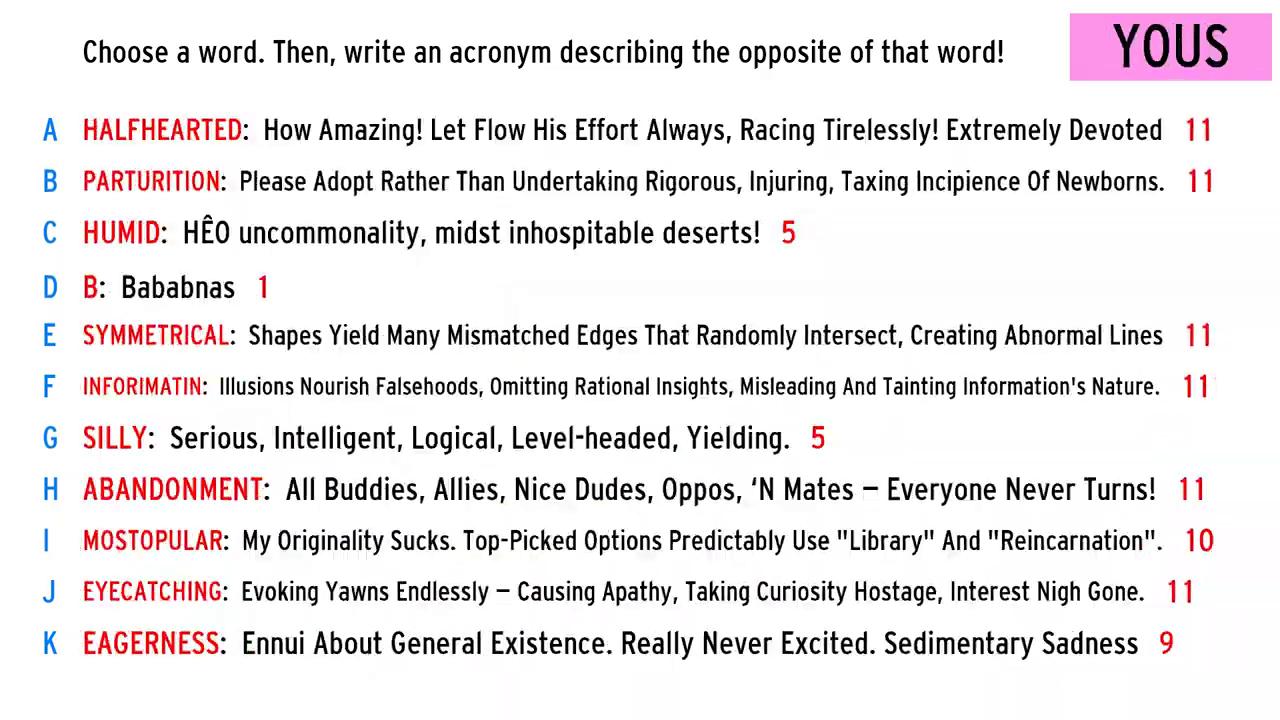 Choose a word. Then, write an acronym describing the opposite of that word!
YOUS
A HALFHEARTED: How Amazing! Let Flow His Effort Always, Racing Tirelessly! Extremely Devoted 11
B PARTURITION: Please Adopt Rather Than Undertaking Rigorous, Injuring, Taxing Incipience Of Newborns. 11
C HUMID: HÊO uncommonality, midst inhospitable deserts! 5
D B: Bababnas 1
E SYMMETRICAL: Shapes Yield Many Mismatched Edges That Randomly Intersect, Creating Abnormal Lines 11
F INFORIMATIN: Illusions Nourish Falsehoods, Omitting Rational Insights, Misleading And Tainting Information's Nature. 11
G SILLY: Serious, Intelligent, Logical, Level-headed, Yielding. 5
H ABANDONMENT: All Buddies, Allies, Nice Dudes, Oppos, ‘N Mates – Everyone Never Turns! 11
I MOSTOPULAR: My Originality Sucks. Top-Picked Options Predictably Use "Library" And "Reincarnation". 10
J EYECATCHING: Evoking Yawns Endlessly – Causing Apathy, Taking Curiosity Hostage, Interest Nigh Gone. 11
K EAGERNESS: Ennui About General Existence. Really Never Excited. Sedimentary Sadness 9